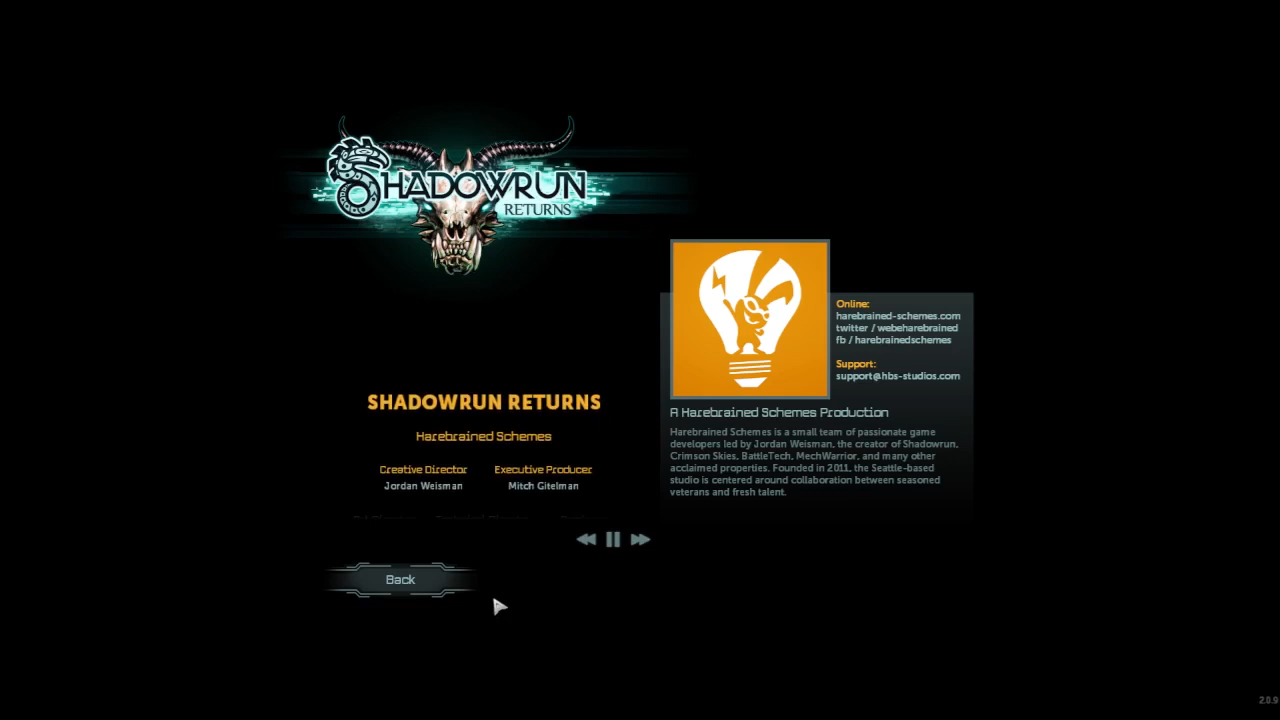 SHADOWRUN
RETURNS
SHADOWRUN RETURNS
Harebrained Schemes
Creative Director
Jordan Weisman
Executive Producer
Mitch Gitelman
Back
Online:
harebrained-schemes.com
twitter / webeharebrained
fb / harebrainedschemes
Support:
support@hbs-studios.com
A Harebrained Schemes Production
Harebrained Schemes is a small team of passionate game
developers led by Jordan Weisman, the creator of Shadowrun,
Crimson Skies, BattleTech, MechWarrior, and many other
acclaimed properties. Founded in 2011, the Seattle-based
studio is centered around collaboration between seasoned
veterans and fresh talent.
2.0.9